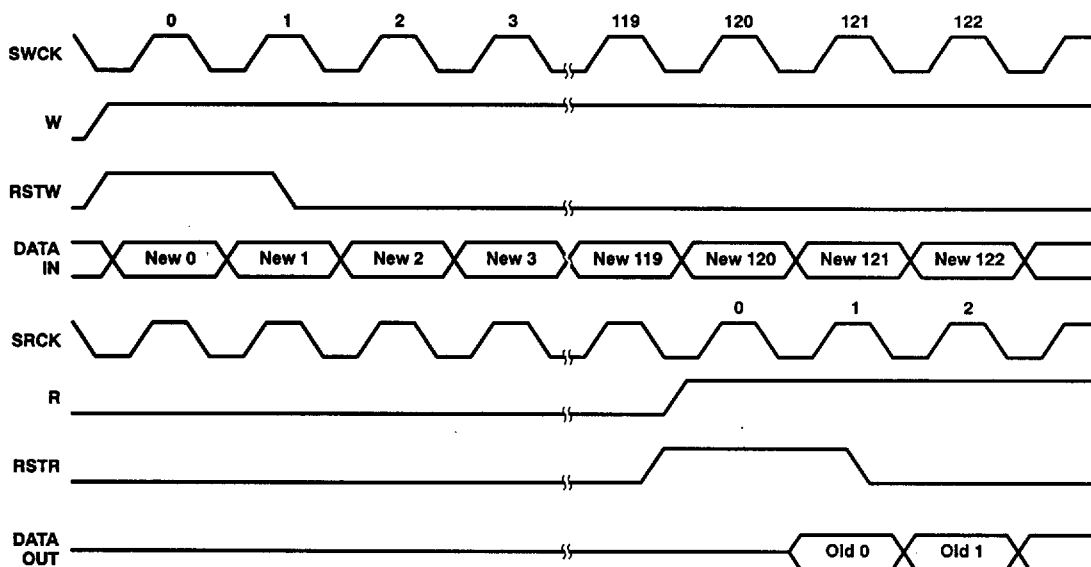 0 1 2 3 119 120 121 122
SWCK
W
RSTW
DATA IN
New 0 New 1 New 2 New 3 New 119 New 120 New 121 New 122
0 1 2
SRCK
R
RSTR
DATA OUT
Old 0 Old 1